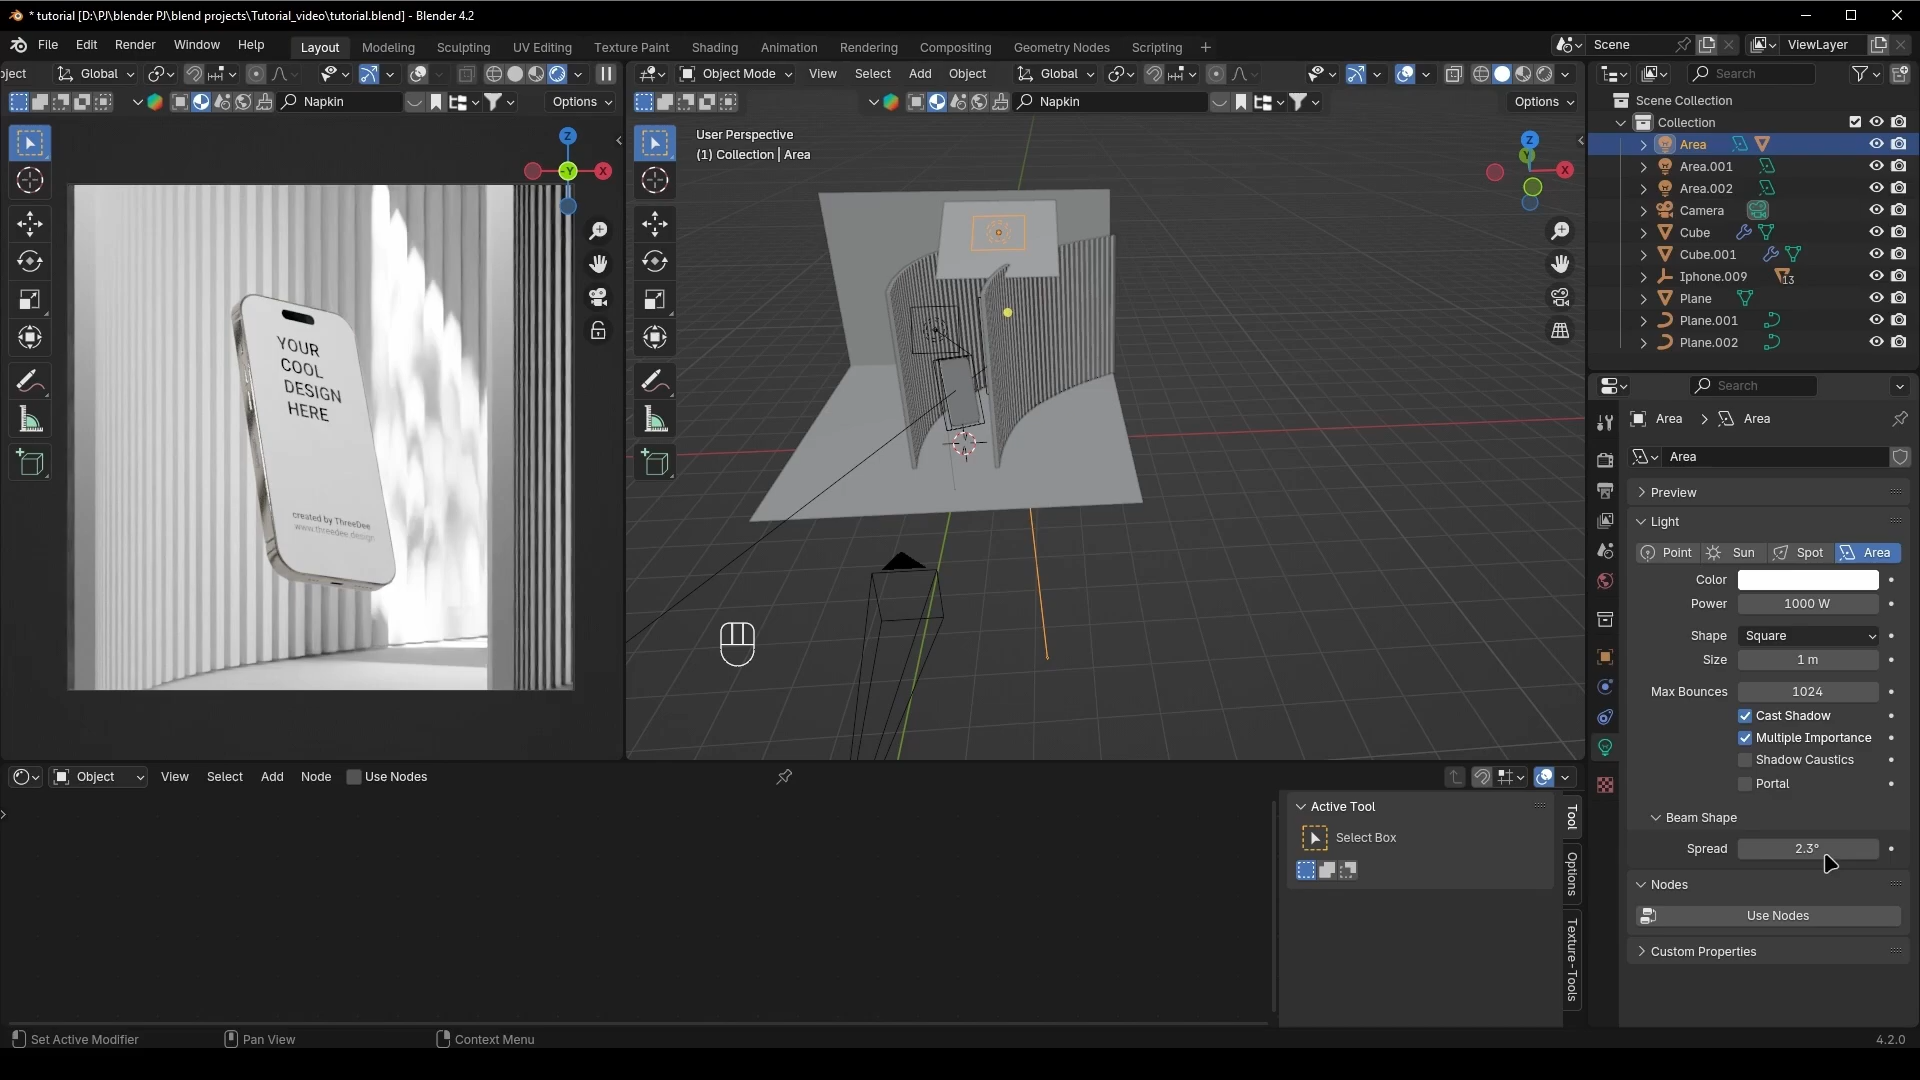 * tutorial [D:\PJ\blender PJ\blend projects\Tutorial_video\tutorial.blend] - Blender 4.2
File Edit Render Window Help
Layout Modeling Sculpting UV Editing Texture Paint Shading Animation Rendering Compositing Geometry Nodes Scripting +
Scene
ViewLayer
ject Global
Object Mode View Select Add Object Global
Search
Napkin Options
Napkin Options
Scene Collection
Collection
Area
Area.001
Area.002
Camera
Cube
Cube.001
Iphone.009 13
Plane
Plane.001
Plane.002
Z
-Y
X
User Perspective
(1) Collection | Area
Z
Y
X
YOUR
COOL
DESIGN
HERE
created by ThreeDee
www.threedee.design
Search
Area > Area
Area
Preview
Light
Point Sun Spot Area
Color
Power 1000 W
Shape Square
Size 1 m
Max Bounces 1024
Cast Shadow
Multiple Importance
Shadow Caustics
Portal
Beam Shape
Spread 2.3°
Nodes
Use Nodes
Custom Properties
Object View Select Add Node Use Nodes
Active Tool
Select Box
Tool
Options
Texture-Tools
Set Active Modifier Pan View Context Menu 4.2.0